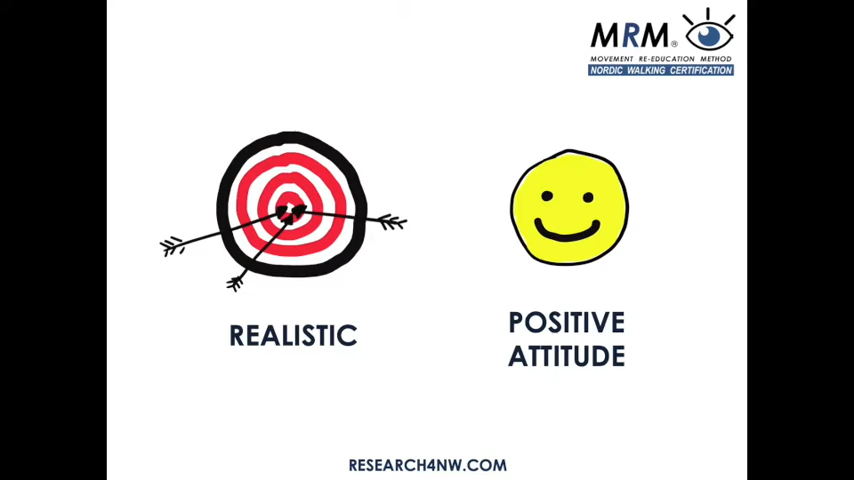 MRM®
MOVEMENT RE-EDUCATION METHOD
NORDIC WALKING CERTIFICATION
REALISTIC
POSITIVE
ATTITUDE
RESEARCH4NW.COM